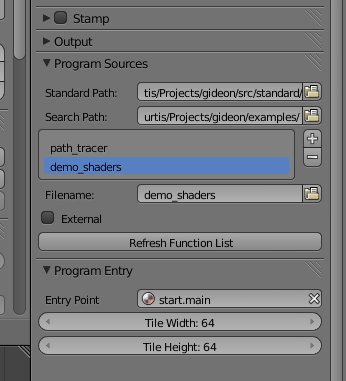 Stamp
Output
Program Sources
Standard Path: tis/Projects/gideon/src/standard/
Search Path: urtis/Projects/gideon/examples/
path_tracer
demo_shaders
Filename: demo_shaders
External
Refresh Function List
Program Entry
Entry Point start.main
Tile Width: 64
Tile Height: 64